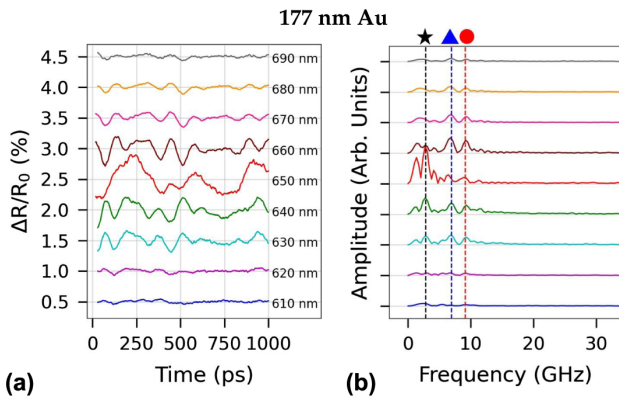 177 nm Au
4.5
4.0
3.5
3.0
2.5
2.0
1.5
1.0
0.5
ΔR/R₀ (%)
690 nm
680 nm
670 nm
660 nm
650 nm
640 nm
630 nm
620 nm
610 nm
0
250
500
750
1000
Time (ps)
(a)
Amplitude (Arb. Units)
0
10
20
30
Frequency (GHz)
(b)